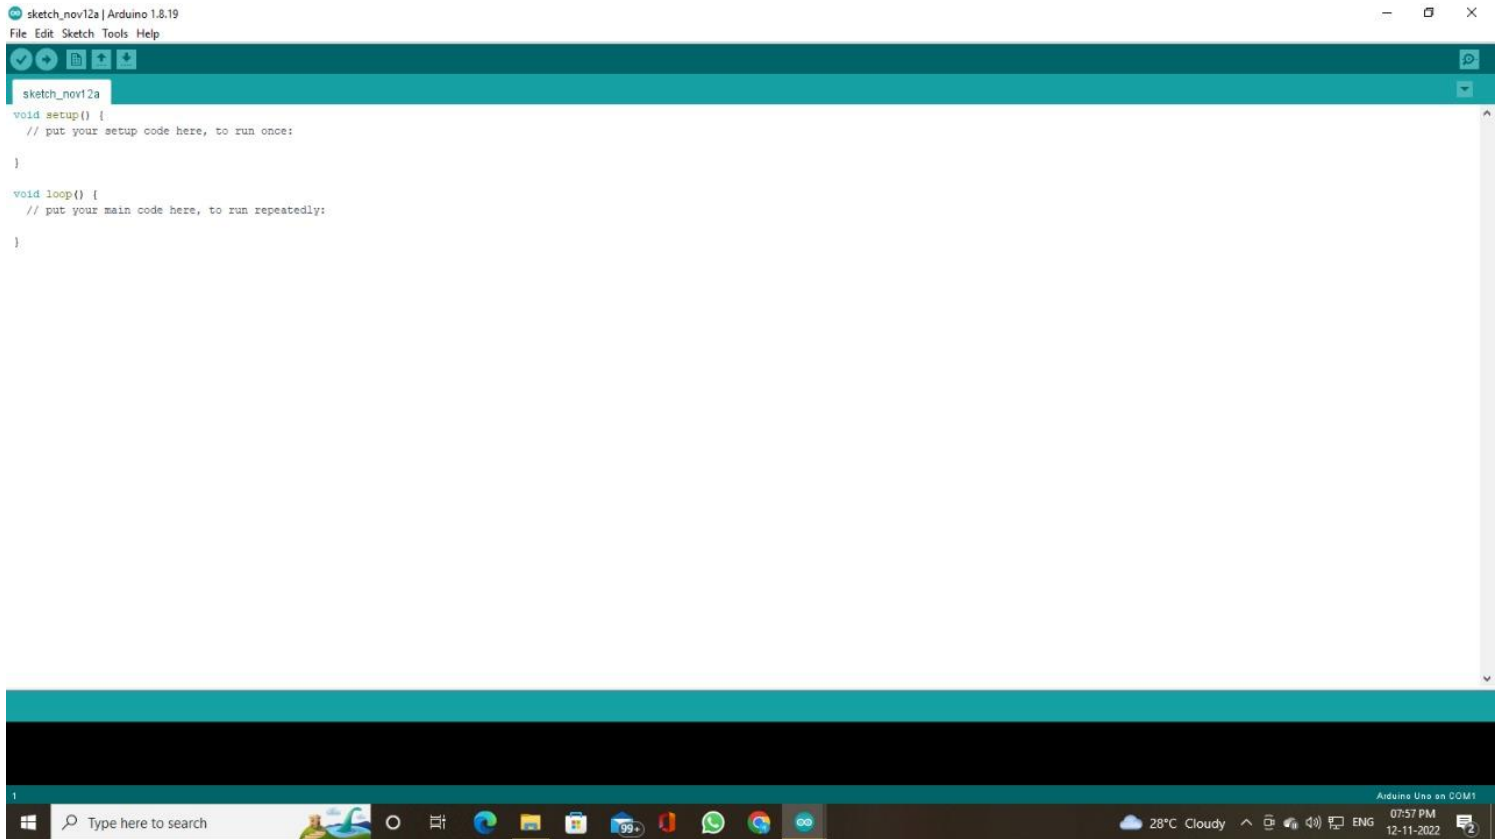 sketch_nov12a | Arduino 1.8.19
File Edit Sketch Tools Help
sketch_nov12a
void setup() {
  // put your setup code here, to run once:
}
void loop() {
  // put your main code here, to run repeatedly:
}
1
Arduino Uno on COM1
Type here to search
99+
28°C Cloudy
ENG
07:57 PM
12-11-2022
2